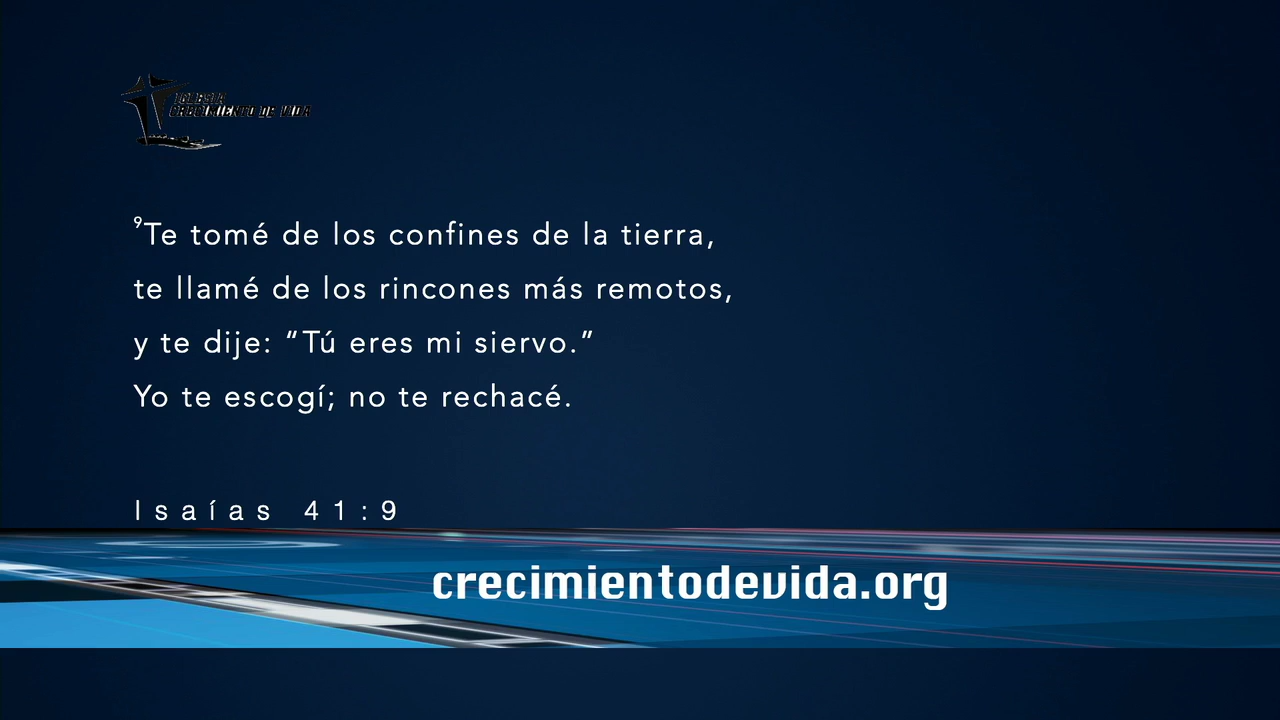 IGLESIA
CRECIMIENTO DE VIDA
⁹Te tomé de los confines de la tierra,
te llamé de los rincones más remotos,
y te dije: “Tú eres mi siervo.”
Yo te escogí; no te rechacé.
Isaías 41:9
crecimientodevida.org